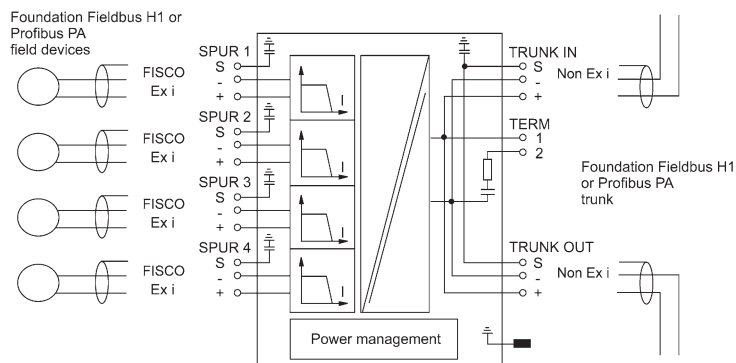 Foundation Fieldbus H1 or
Profibus PA
field devices
SPUR 1
S
-
+
FISCO
Ex i
I
SPUR 2
S
-
+
FISCO
Ex i
I
SPUR 3
S
-
+
FISCO
Ex i
I
SPUR 4
S
-
+
FISCO
Ex i
I
Power management
TRUNK IN
S
-
+
Non Ex i
TERM
1
2
Foundation Fieldbus H1
or Profibus PA
trunk
TRUNK OUT
S
-
+
Non Ex i